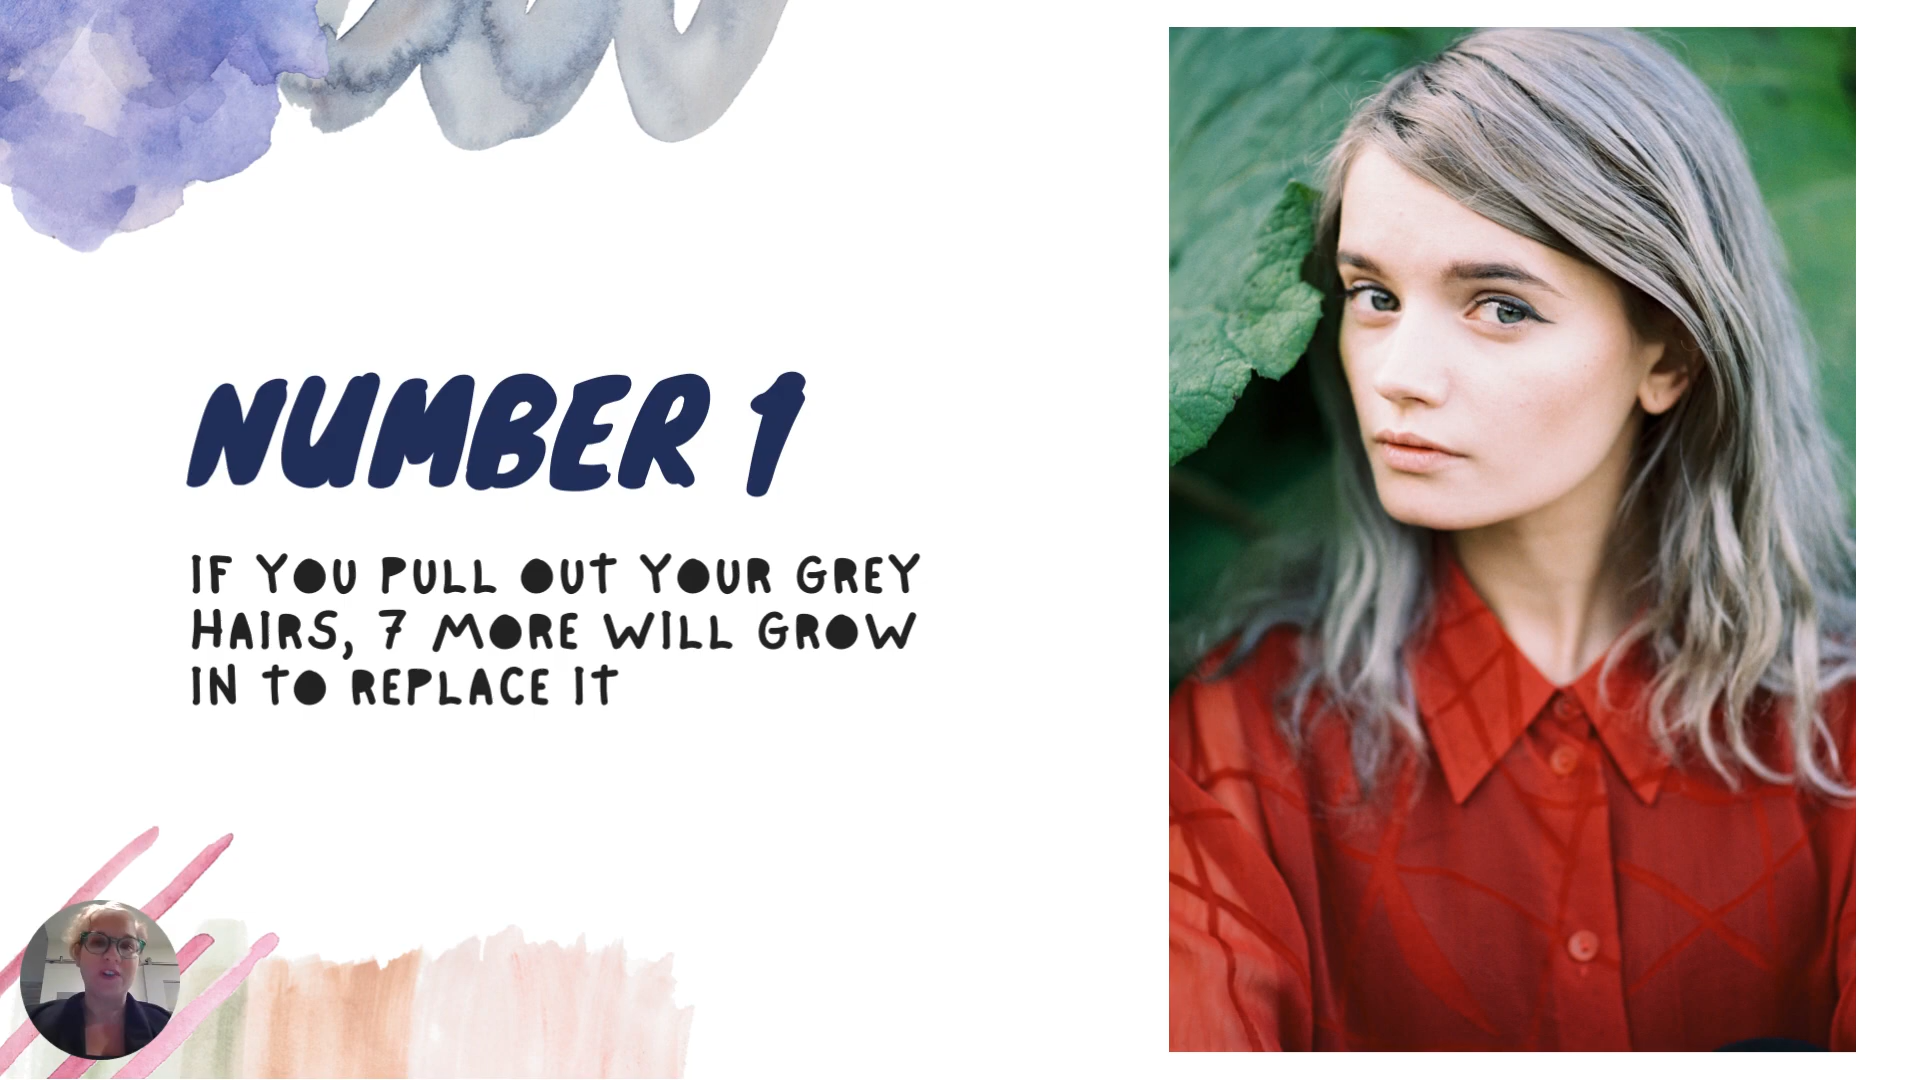 NUMBER 1
IF YOU PULL OUT YOUR GREY
HAIRS, 7 MORE WILL GROW
IN TO REPLACE IT